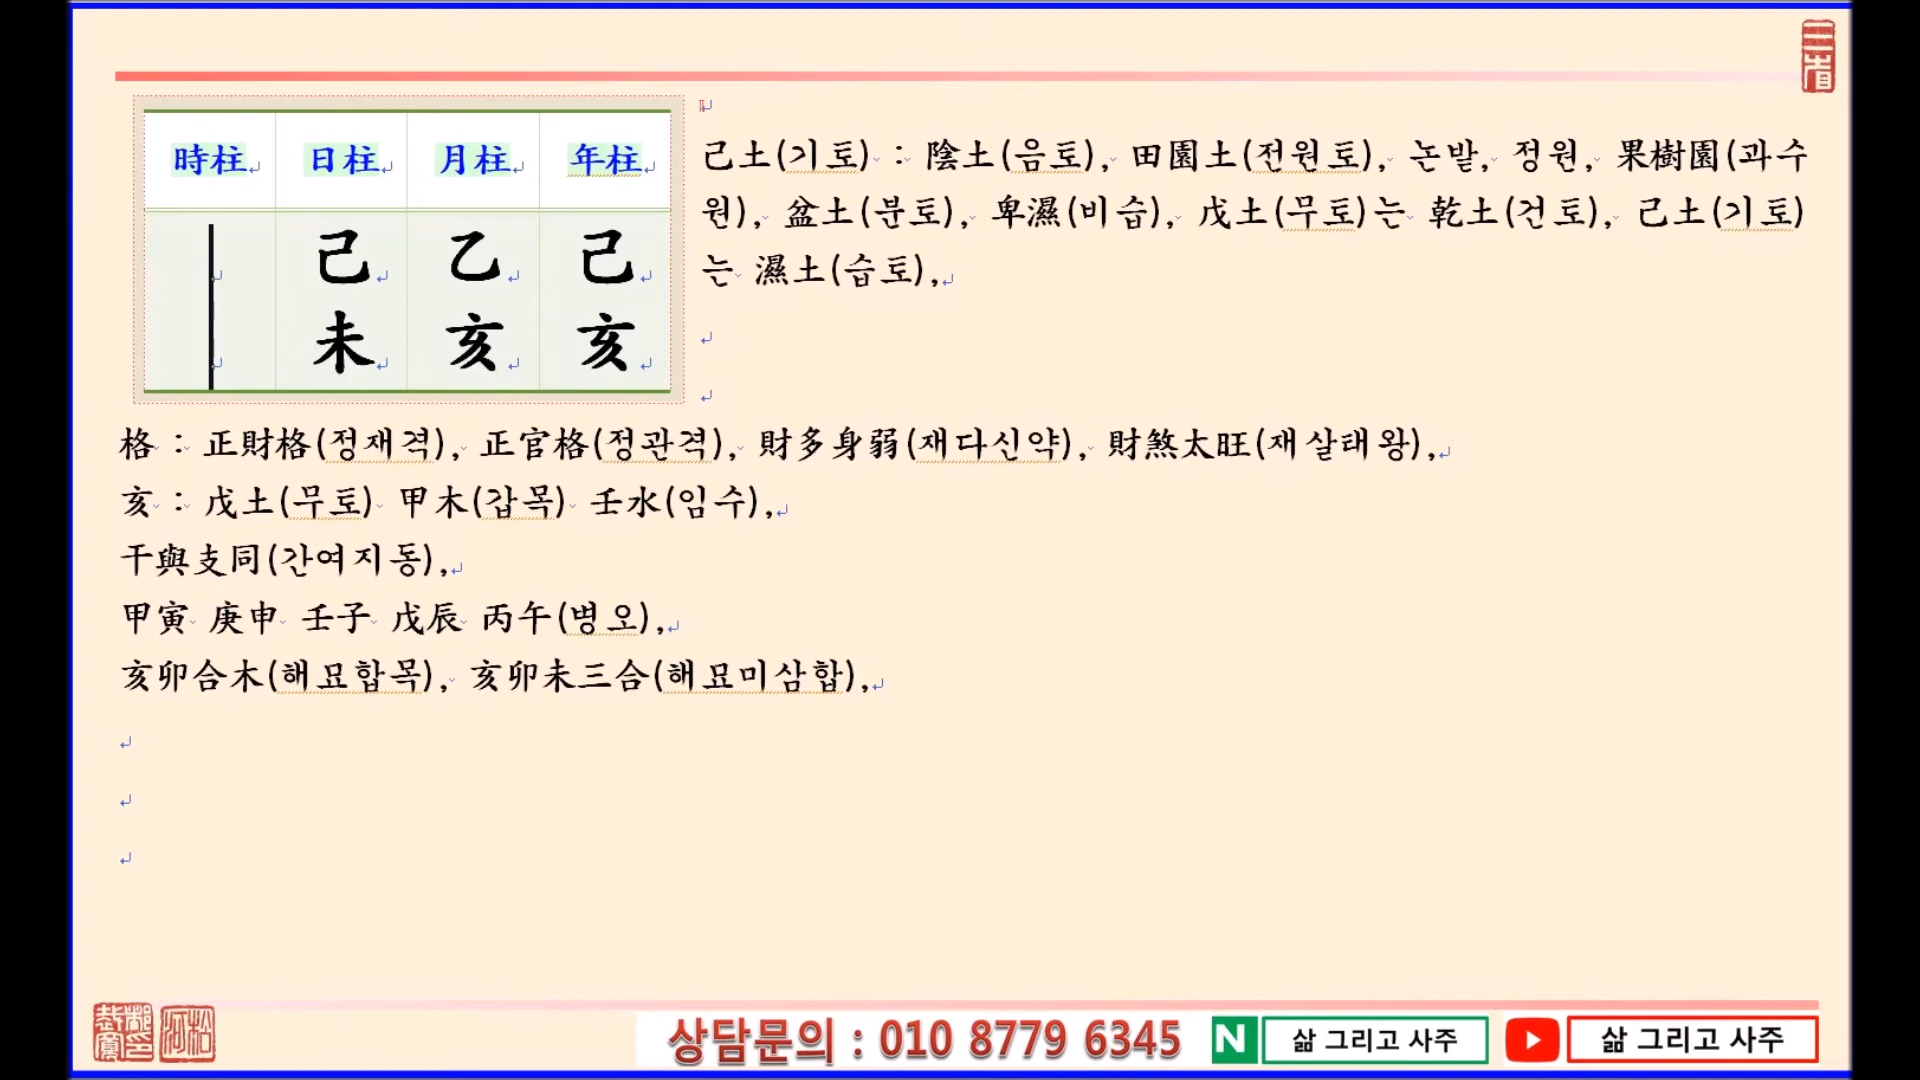 時柱 日柱 月柱 年柱
己 乙 己
未 亥 亥
己土(기토) : 陰土(음토), 田園土(전원토), 논밭, 정원, 果樹園(과수
원), 盆土(분토), 卑濕(비습), 戊土(무토)는 乾土(건토), 己土(기토)
는 濕土(습토),
格 : 正財格(정재격), 正官格(정관격), 財多身弱(재다신약), 財煞太旺(재살태왕),
亥 : 戊土(무토) 甲木(갑목) 壬水(임수),
干與支同(간여지동),
甲寅 庚申 壬子 戊辰 丙午(병오),
亥卯合木(해묘합목), 亥卯未三合(해묘미삼합),
상담문의 : 010 8779 6345
N 삶 그리고 사주
삶 그리고 사주